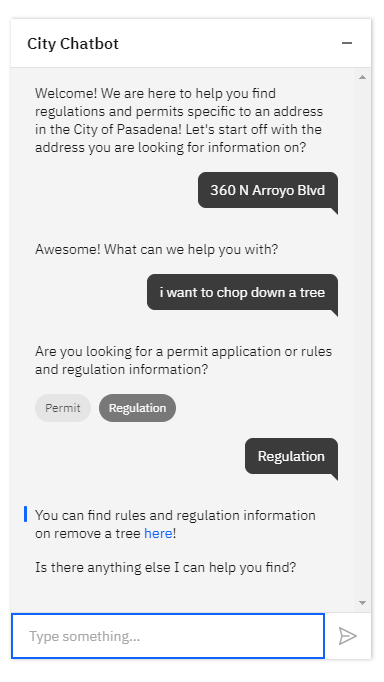 City Chatbot
Welcome! We are here to help you find
regulations and permits specific to an address
in the City of Pasadena! Let's start off with the
address you are looking for information on?
360 N Arroyo Blvd
Awesome! What can we help you with?
i want to chop down a tree
Are you looking for a permit application or rules
and regulation information?
Permit Regulation
Regulation
You can find rules and regulation information
on remove a tree here!
Is there anything else I can help you find?
Type something...